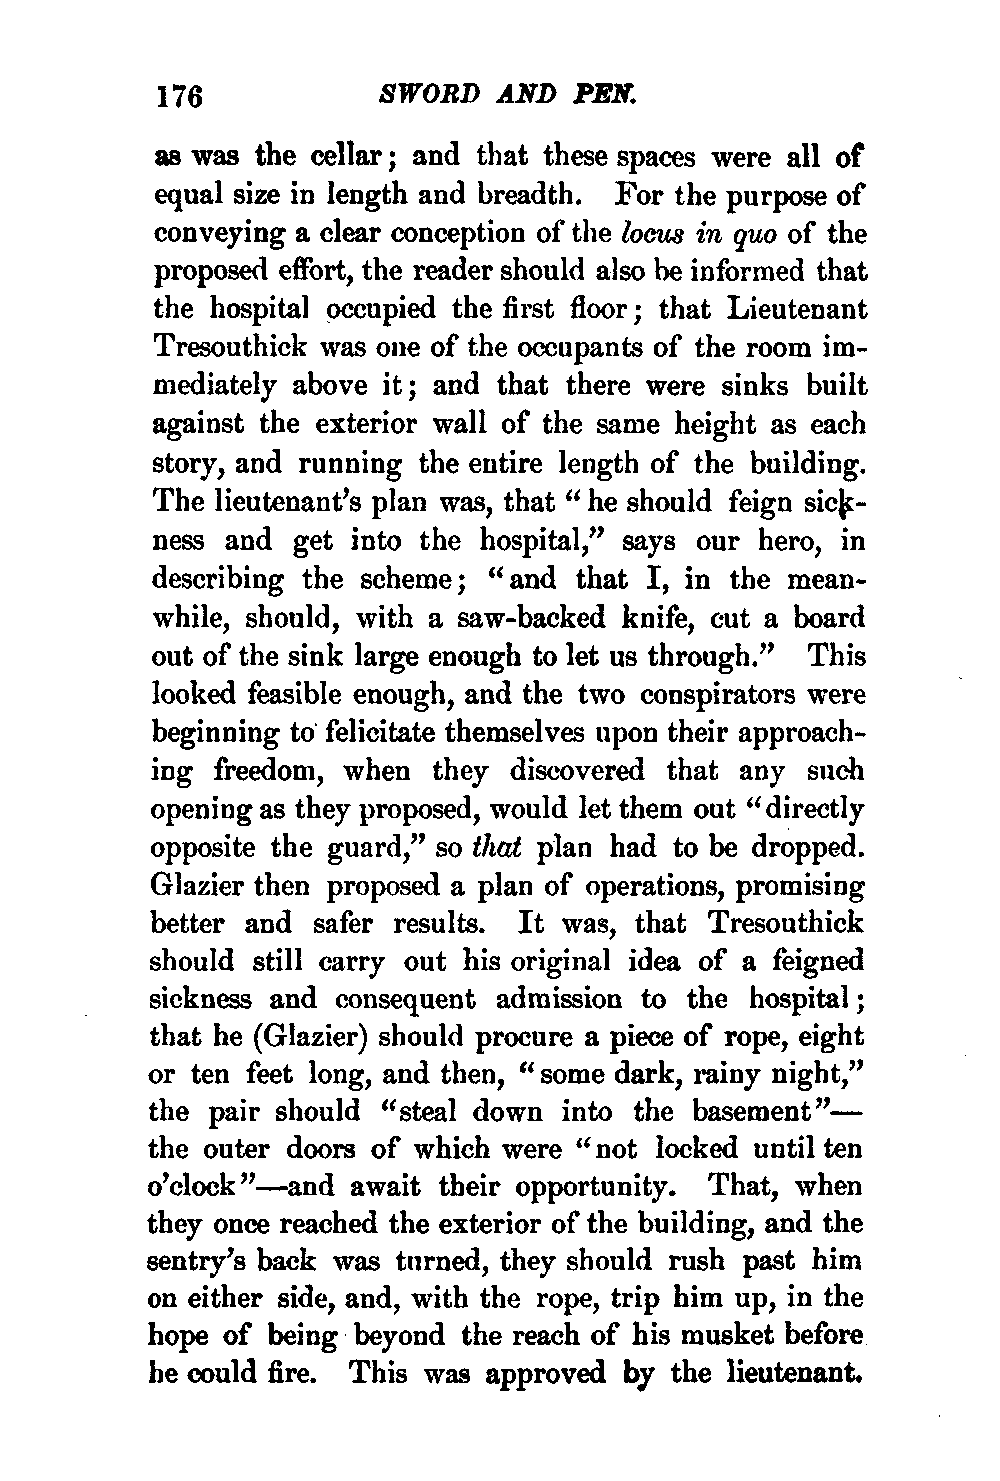 176 SWORD AND PEN.
as was the cellar; and that these spaces were all of
equal size in length and breadth. For the purpose of
conveying a clear conception of the locus in quo of the
proposed effort, the reader should also be informed that
the hospital occupied the first floor; that Lieutenant
Tresouthick was one of the occupants of the room im-
mediately above it; and that there were sinks built
against the exterior wall of the same height as each
story, and running the entire length of the building.
The lieutenant's plan was, that "he should feign sick-
ness and get into the hospital," says our hero, in
describing the scheme; "and that I, in the mean-
while, should, with a saw-backed knife, cut a board
out of the sink large enough to let us through." This
looked feasible enough, and the two conspirators were
beginning to felicitate themselves upon their approach-
ing freedom, when they discovered that any such
opening as they proposed, would let them out "directly
opposite the guard," so that plan had to be dropped.
Glazier then proposed a plan of operations, promising
better and safer results. It was, that Tresouthick
should still carry out his original idea of a feigned
sickness and consequent admission to the hospital;
that he (Glazier) should procure a piece of rope, eight
or ten feet long, and then, "some dark, rainy night,"
the pair should "steal down into the basement"—
the outer doors of which were "not locked until ten
o'clock"—and await their opportunity. That, when
they once reached the exterior of the building, and the
sentry's back was turned, they should rush past him
on either side, and, with the rope, trip him up, in the
hope of being beyond the reach of his musket before
he could fire. This was approved by the lieutenant.